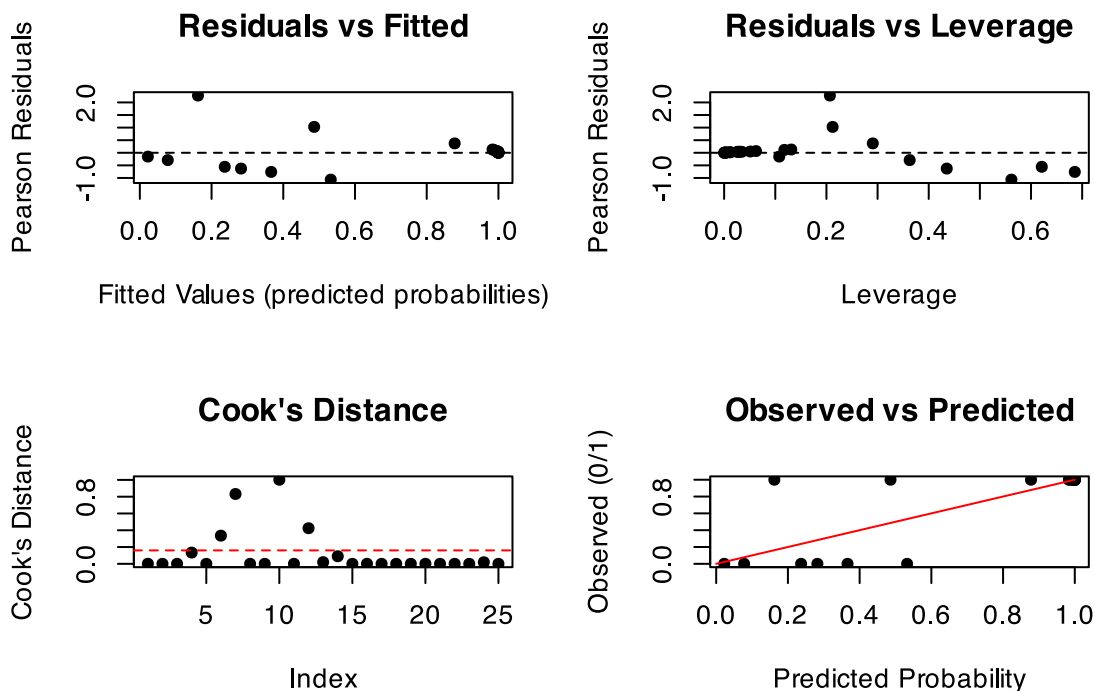 Residuals vs Fitted
Pearson Residuals
-1.0 2.0
0.0 0.2 0.4 0.6 0.8 1.0
Fitted Values (predicted probabilities)
Residuals vs Leverage
Pearson Residuals
-1.0 2.0
0.0 0.2 0.4 0.6
Leverage
Cook's Distance
Cook's Distance
0.0 0.8
5 10 15 20 25
Index
Observed vs Predicted
Observed (0/1)
0.0 0.8
0.0 0.2 0.4 0.6 0.8 1.0
Predicted Probability